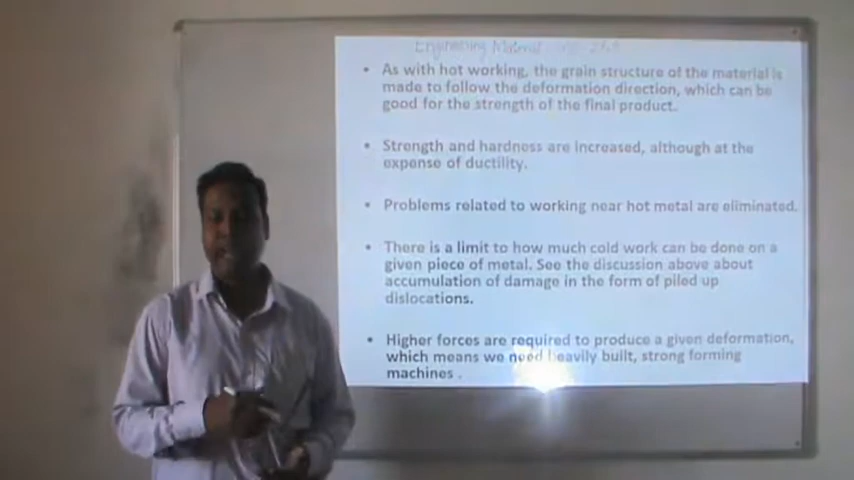 Engineering Material
• As with hot working, the grain structure of the material is
made to follow the deformation direction, which can be
good for the strength of the final product.
• Strength and hardness are increased, although at the
expense of ductility.
• Problems related to working near hot metal are eliminated.
• There is a limit to how much cold work can be done on a
given piece of metal. See the discussion above about
accumulation of damage in the form of piled up
dislocations.
• Higher forces are required to produce a given deformation,
which means we need heavily built, strong forming
machines .